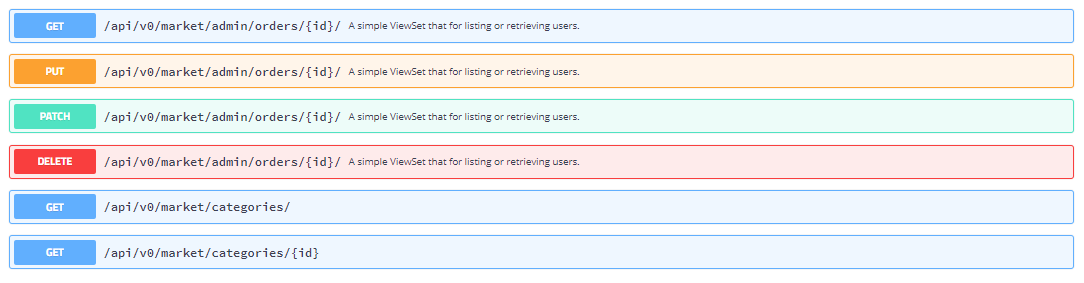 GET /api/v0/market/admin/orders/{id}/ A simple ViewSet that for listing or retrieving users.
PUT /api/v0/market/admin/orders/{id}/ A simple ViewSet that for listing or retrieving users.
PATCH /api/v0/market/admin/orders/{id}/ A simple ViewSet that for listing or retrieving users.
DELETE /api/v0/market/admin/orders/{id}/ A simple ViewSet that for listing or retrieving users.
GET /api/v0/market/categories/
GET /api/v0/market/categories/{id}